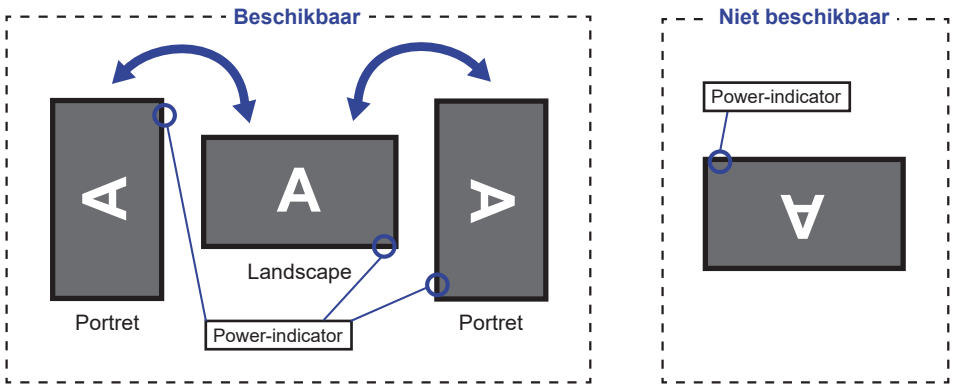 Beschikbaar
A
A
A
Portret
Landscape
Portret
Power-indicator
Niet beschikbaar
Power-indicator
A